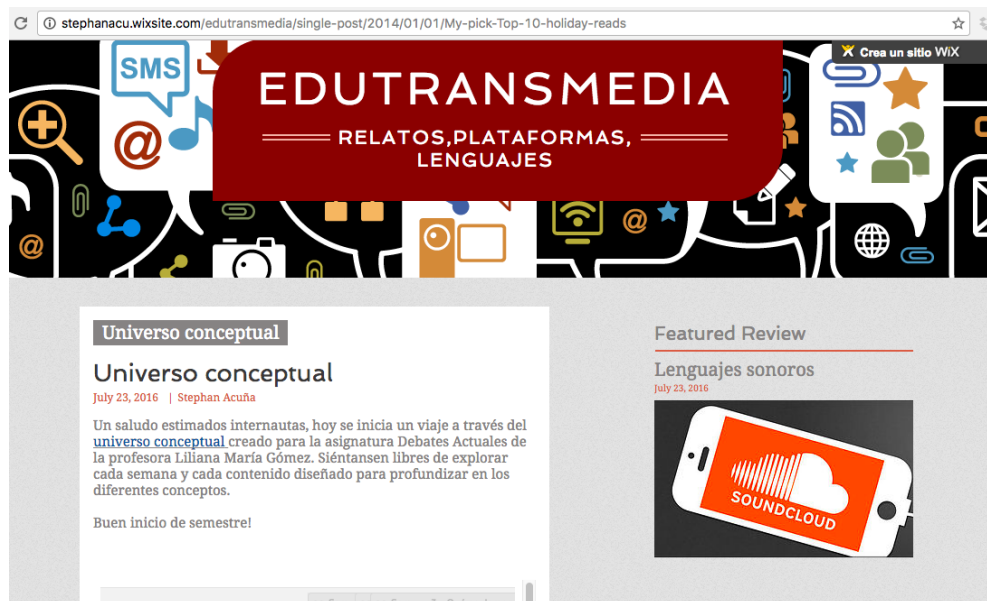 stephanacu.wixsite.com/edutransmedia/single-post/2014/01/01/My-pick-Top-10-holiday-reads
Crea un sitio WiX
SMS
EDUTRANSMEDIA
RELATOS,PLATAFORMAS,
LENGUAJES
Universo conceptual
Universo conceptual
July 23, 2016 | Stephan Acuña
Un saludo estimados internautas, hoy se inicia un viaje a través del
universo conceptual creado para la asignatura Debates Actuales de
la profesora Liliana María Gómez. Siéntansen libres de explorar
cada semana y cada contenido diseñado para profundizar en los
diferentes conceptos.
Buen inicio de semestre!
Featured Review
Lenguajes sonoros
July 23, 2016
SOUNDCLOUD